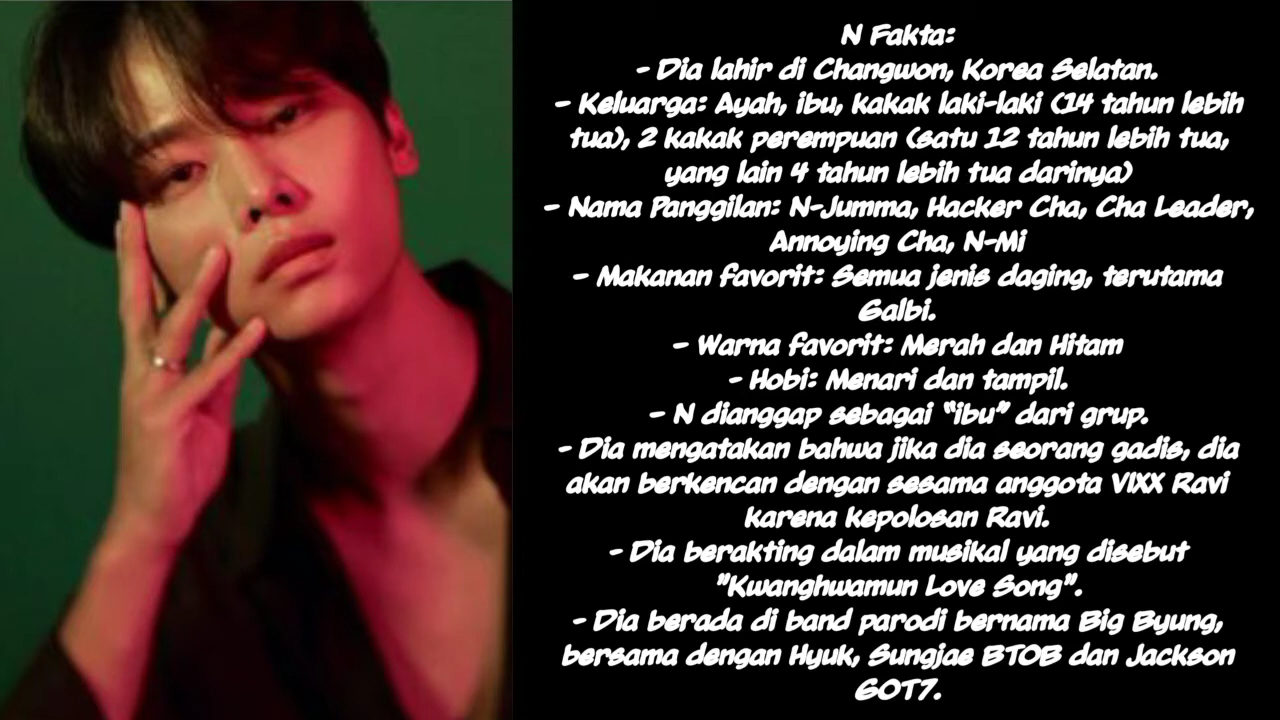 N Fakta:
- Dia lahir di Changwon, Korea Selatan.
- Keluarga: Ayah, ibu, kakak laki-laki (14 tahun lebih
tua), 2 kakak perempuan (satu 12 tahun lebih tua,
yang lain 4 tahun lebih tua darinya)
- Nama Panggilan: N-Jumma, Hacker Cha, Cha Leader,
Annoying Cha, N-Mi
- Makanan favorit: Semua jenis daging, terutama
Galbi.
- Warna favorit: Merah dan Hitam
- Hobi: Menari dan tampil.
- N dianggap sebagai “ibu” dari grup.
- Dia mengatakan bahwa jika dia seorang gadis, dia
akan berkencan dengan sesama anggota VIXX Ravi
karena kepolosan Ravi.
- Dia berakting dalam musikal yang disebut
"Kwanghwamun Love Song”.
- Dia berada di band parodi bernama Big Byung,
bersama dengan Hyuk, Sungjae BTOB dan Jackson
GOT7.